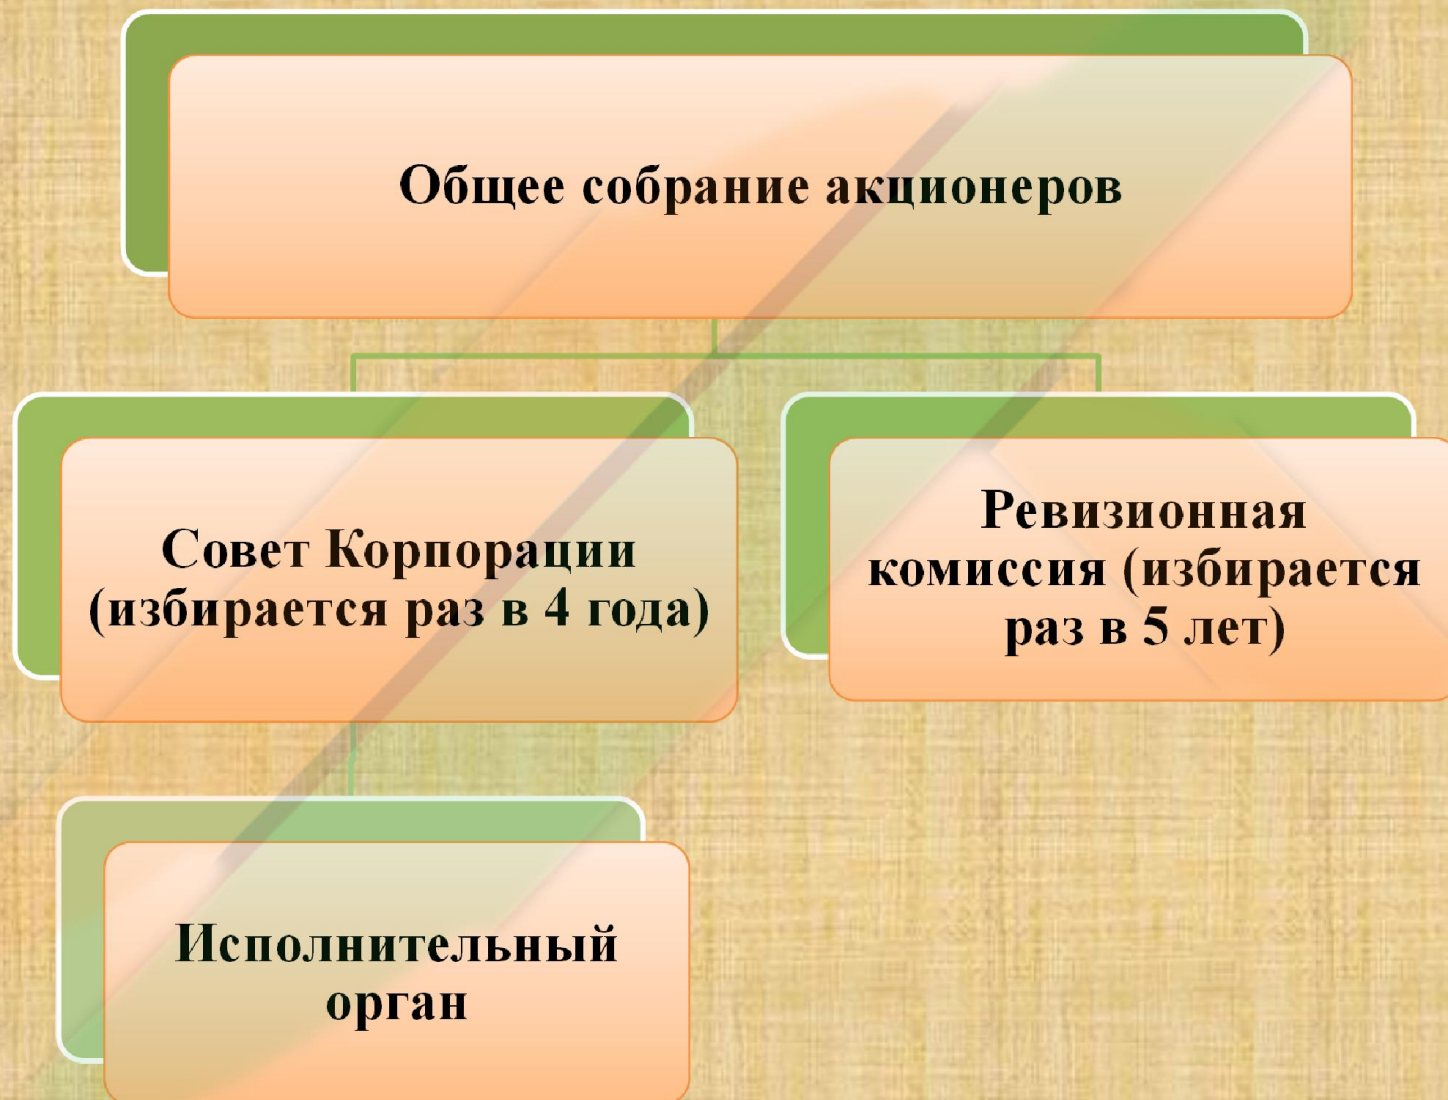 Общее собрание акционеров
Совет Корпорации
(избирается раз в 4 года)
Ревизионная
комиссия (избирается
раз в 5 лет)
Исполнительный
орган